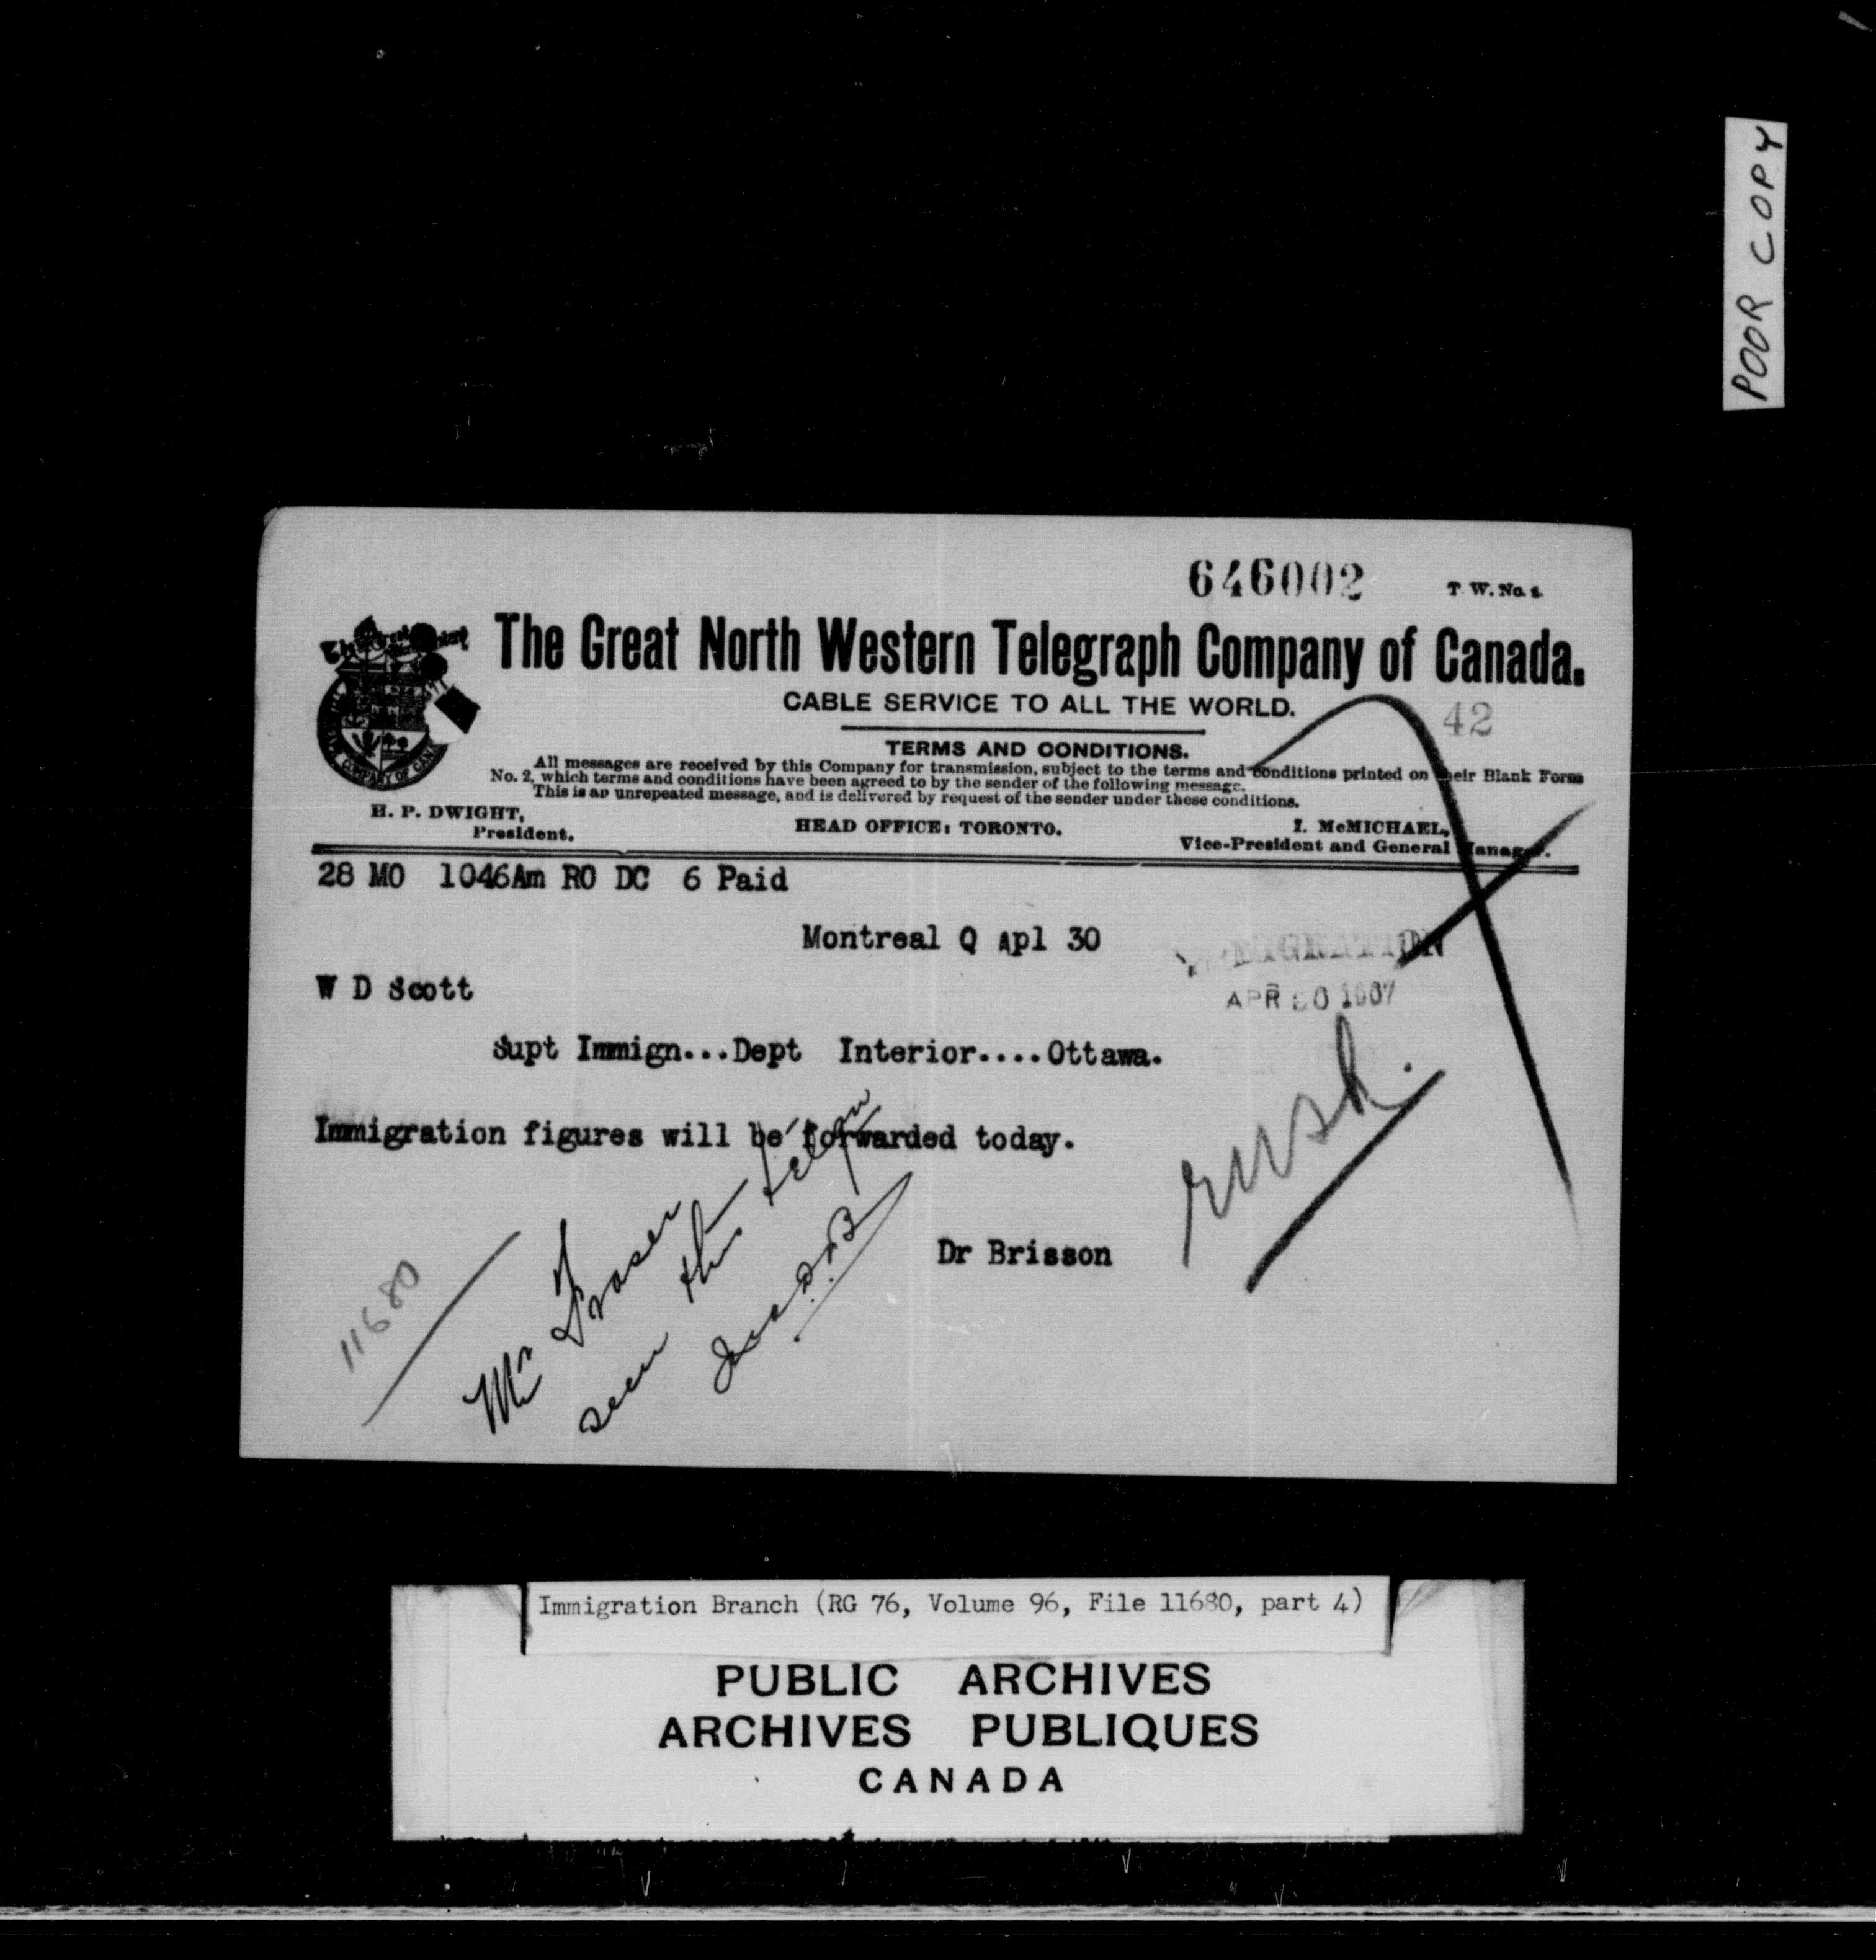 POOR COPY
646002
T. W. No. 1.
The Great North Western Telegraph Company of Canada.
CABLE SERVICE TO ALL THE WORLD.
42
TERMS AND CONDITIONS.
All messages are received by this Company for transmission, subject to the terms and conditions printed on their Blank Form
No. 2, which terms and conditions have been agreed to by the sender of the following message.
This is an unrepeated message, and is delivered by request of the sender under these conditions.
H. P. DWIGHT,
President.
HEAD OFFICE: TORONTO.
I. McMICHAEL,
Vice-President and General Manager.
28 MO 1046Am RO DC 6 Paid
Montreal Q Apl 30
IMMIGRATION
APR 30 1907
W D Scott
Supt Immign...Dept Interior....Ottawa.
Immigration figures will be forwarded today.
Dr Brisson
rush.
11680
Mr Fraser
seen this
Immigration Branch (RG 76, Volume 96, File 11680, part 4)
PUBLIC ARCHIVES
ARCHIVES PUBLIQUES
CANADA